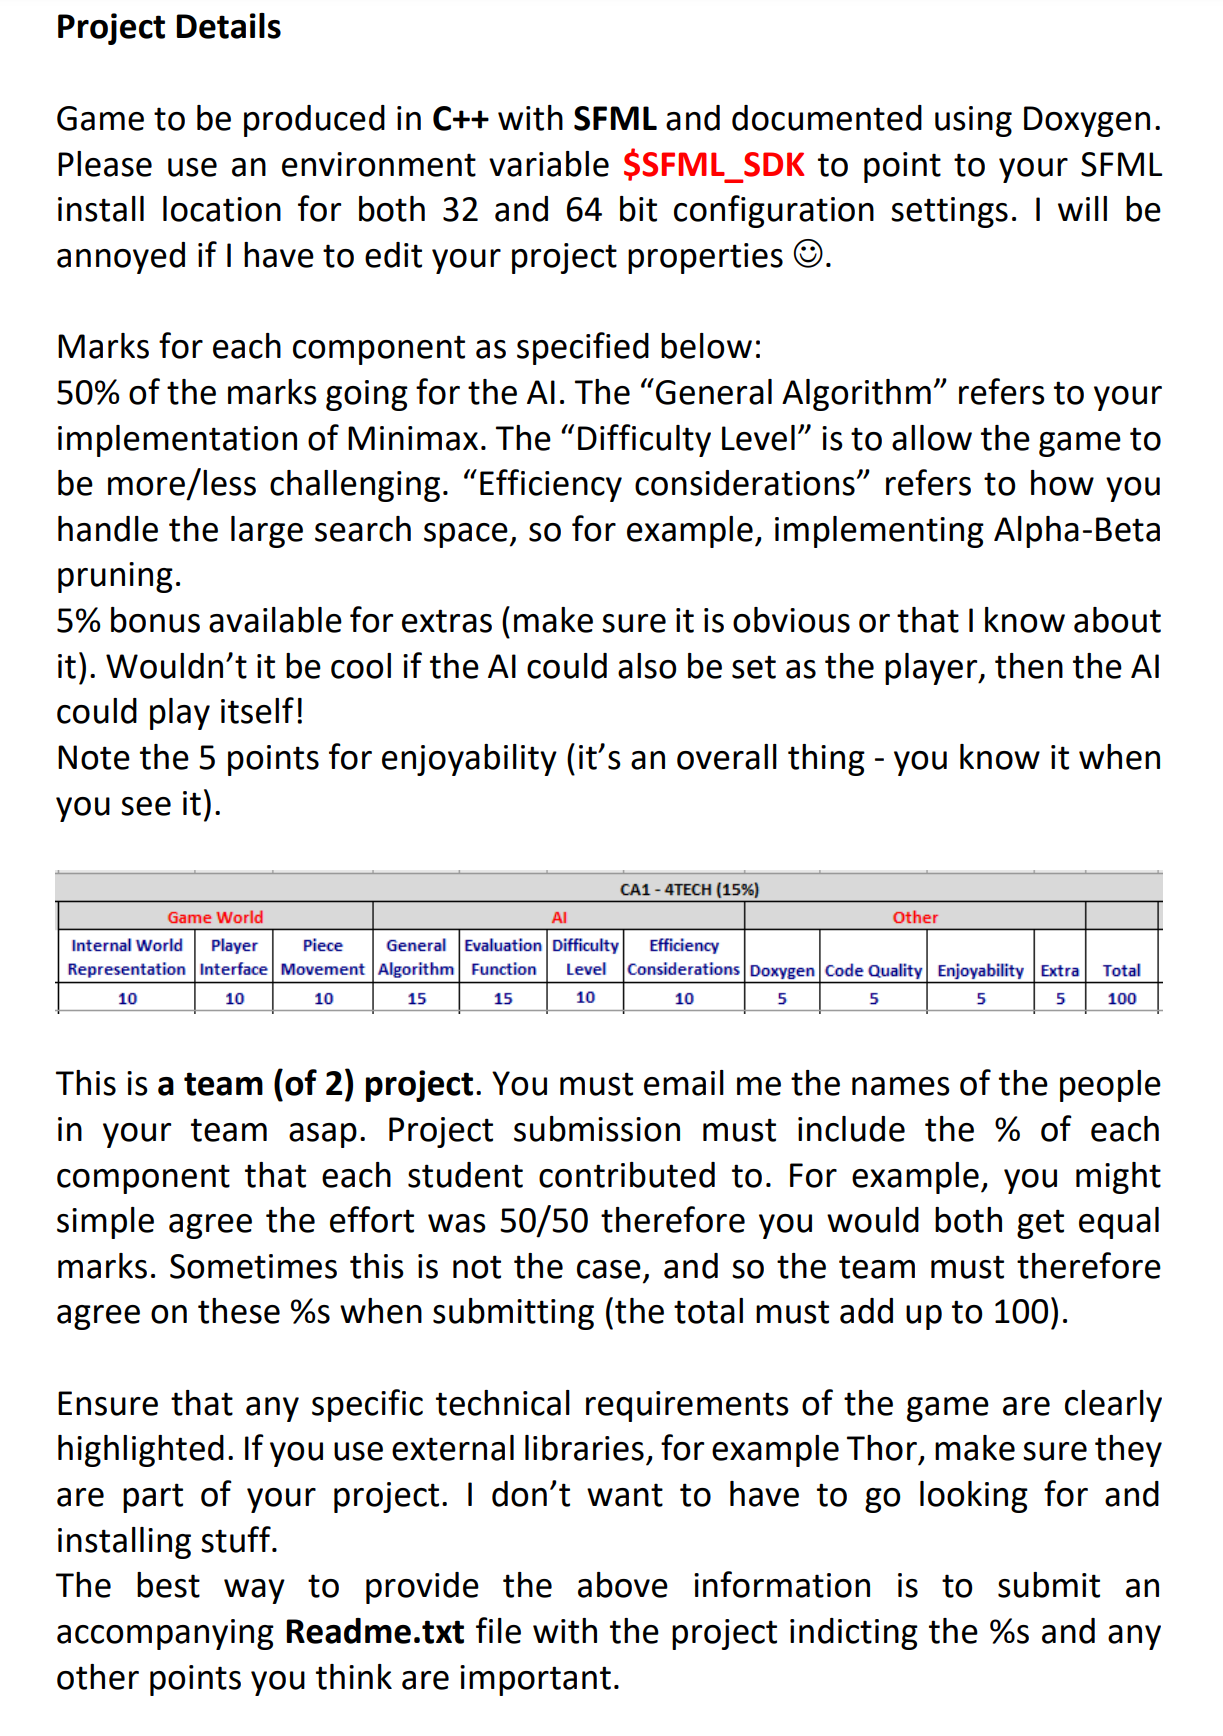 Project Details
Game to be produced in C++ with SFML and documented using Doxygen.
Please use an environment variable $SFML_SDK to point to your SFML
install location for both 32 and 64 bit configuration settings. I will be
annoyed if I have to edit your project properties ☺.
Marks for each component as specified below:
50% of the marks going for the AI. The “General Algorithm” refers to your
implementation of Minimax. The “Difficulty Level” is to allow the game to
be more/less challenging. “Efficiency considerations” refers to how you
handle the large search space, so for example, implementing Alpha-Beta
pruning.
5% bonus available for extras (make sure it is obvious or that I know about
it). Wouldn’t it be cool if the AI could also be set as the player, then the AI
could play itself!
Note the 5 points for enjoyability (it’s an overall thing - you know it when
you see it).
CA1 - 4TECH (15%)
Game World AI Other
Internal World Player Piece General Evaluation Difficulty Efficiency
Representation Interface Movement Algorithm Function Level Considerations Doxygen Code Quality Enjoyability Extra Total
10 10 10 15 15 10 10 5 5 5 5 100
This is a team (of 2) project. You must email me the names of the people
in your team asap. Project submission must include the % of each
component that each student contributed to. For example, you might
simple agree the effort was 50/50 therefore you would both get equal
marks. Sometimes this is not the case, and so the team must therefore
agree on these %s when submitting (the total must add up to 100).
Ensure that any specific technical requirements of the game are clearly
highlighted. If you use external libraries, for example Thor, make sure they
are part of your project. I don’t want to have to go looking for and
installing stuff.
The best way to provide the above information is to submit an
accompanying Readme.txt file with the project indicting the %s and any
other points you think are important.